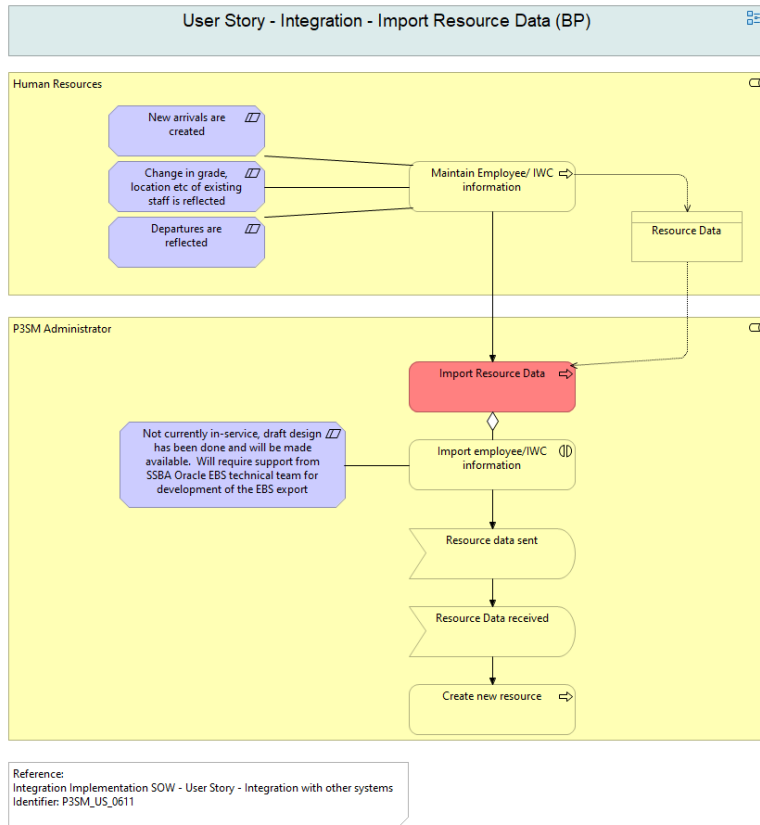 User Story - Integration - Import Resource Data (BP)
Human Resources
New arrivals are
created
Change in grade,
location etc of existing
staff is reflected
Departures are
reflected
Maintain Employee/ IWC
information
Resource Data
P3SM Administrator
Import Resource Data
Not currently in-service, draft design
has been done and will be made
available. Will require support from
SSBA Oracle EBS technical team for
development of the EBS export
Import employee/IWC
information
Resource data sent
Resource Data received
Create new resource
Reference:
Integration Implementation SOW - User Story - Integration with other systems
Identifier: P3SM_US_0611